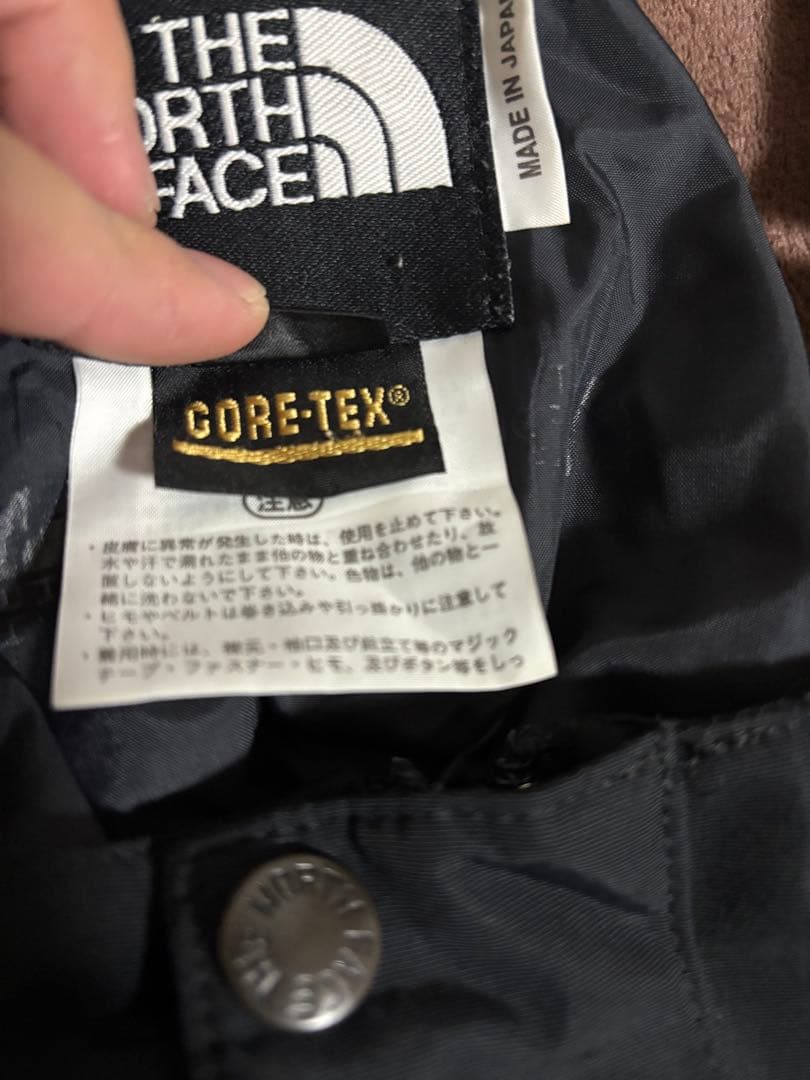 THE
NORTH
FACE
MADE IN JAPAN
GORE-TEX®
注意
・皮膚に異常が発生した時は、使用を止めて下さい。
水や汗で濡れたまま他の物と重ね合わせたり、放
置しないようにして下さい。色物は、他の物と一
緒に洗わないで下さい。
・ヒモやベルトは巻き込みや引っ掛かりに注意して
下さい。
・着用時には、衿元・袖口及び前立て等のマジック
テープ・ファスナー・ヒモ、及びボタン等をしっ
THE NORTH FACE